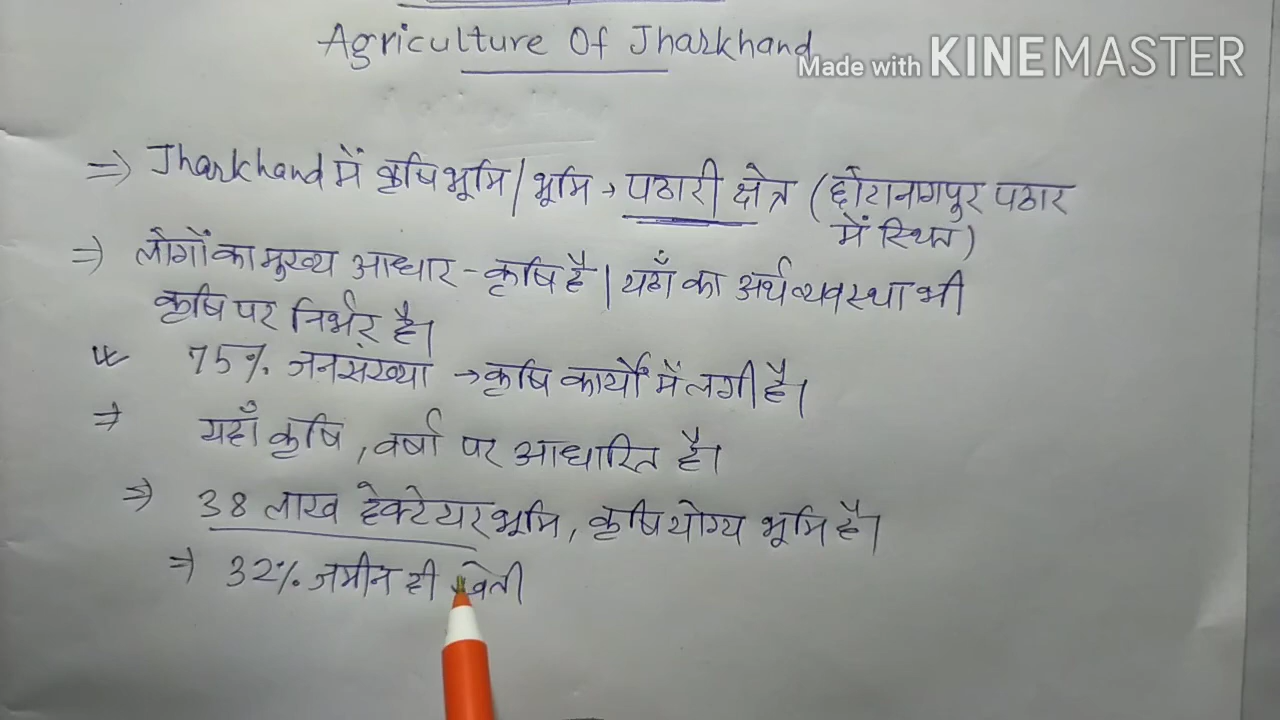 Agriculture Of Jharkhand
Made with KINEMASTER
⇒ Jharkhand में कृषि भूमि / भूमि → पठारी क्षेत्र (छोटानागपुर पठार
में स्थित)
⇒ लोगों का मुख्य आधार - कृषि है | यहाँ का अर्थव्यवस्था भी
कृषि पर निर्भर है।
75% जनसंख्या → कृषि कार्यों में लगी है।
⇒ यहाँ कृषि, वर्षा पर आधारित है।
⇒ 38 लाख हेक्टेयर भूमि, कृषि योग्य भूमि है।
⇒ 32% जमीन ही खेती